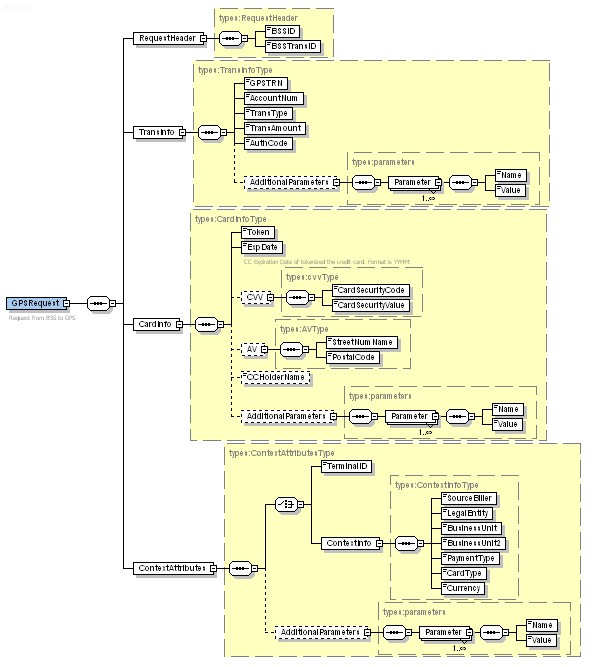 types:RequestHeader
RequestHeader
BSSID
BSSTransID
types:TransInfoType
GPSTRN
AccountNum
TransType
TransInfo
TransAmount
AuthCode
types:parameters
AdditionalParameters
Parameter
Name
Value
1..∞
types:CardInfoType
Token
ExpDate
CC Expiration Date of tokenized the credit card. Format is YYMM
types:cvvType
CVV
CardSecurityCode
CardSecurityValue
GPSRequest
Request from BSS to GPS
CardInfo
types:AVType
AV
StreetNumName
PostalCode
CCHolderName
types:parameters
AdditionalParameters
Parameter
Name
Value
1..∞
types:ContextAttributesType
TerminalID
types:ContextInfoType
SourceBiller
LegalEntity
BusinessUnit
ContextInfo
BusinessUnit2
PaymentType
CardType
Currency
ContextAttributes
types:parameters
AdditionalParameters
Parameter
Name
Value
1..∞